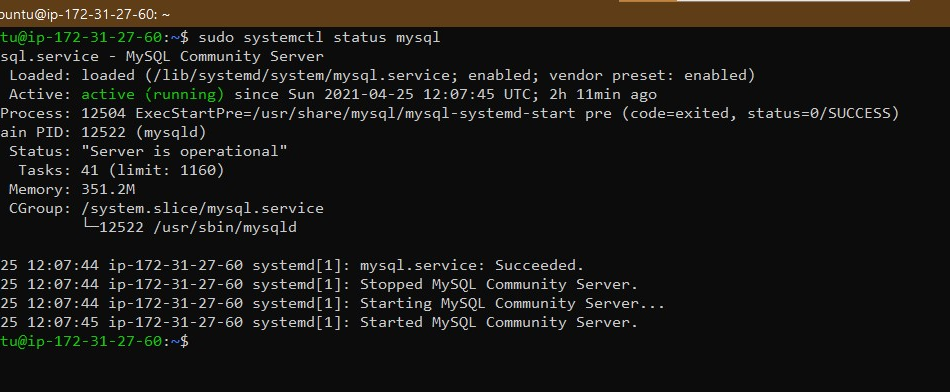 buntu@ip-172-31-27-60: ~
tu@ip-172-31-27-60:~$ sudo systemctl status mysql
sql.service - MySQL Community Server
Loaded: loaded (/lib/systemd/system/mysql.service; enabled; vendor preset: enabled)
Active: active (running) since Sun 2021-04-25 12:07:45 UTC; 2h 11min ago
Process: 12504 ExecStartPre=/usr/share/mysql/mysql-systemd-start pre (code=exited, status=0/SUCCESS)
ain PID: 12522 (mysqld)
Status: "Server is operational"
Tasks: 41 (limit: 1160)
Memory: 351.2M
CGroup: /system.slice/mysql.service
└─12522 /usr/sbin/mysqld
25 12:07:44 ip-172-31-27-60 systemd[1]: mysql.service: Succeeded.
25 12:07:44 ip-172-31-27-60 systemd[1]: Stopped MySQL Community Server.
25 12:07:44 ip-172-31-27-60 systemd[1]: Starting MySQL Community Server...
25 12:07:45 ip-172-31-27-60 systemd[1]: Started MySQL Community Server.
tu@ip-172-31-27-60:~$